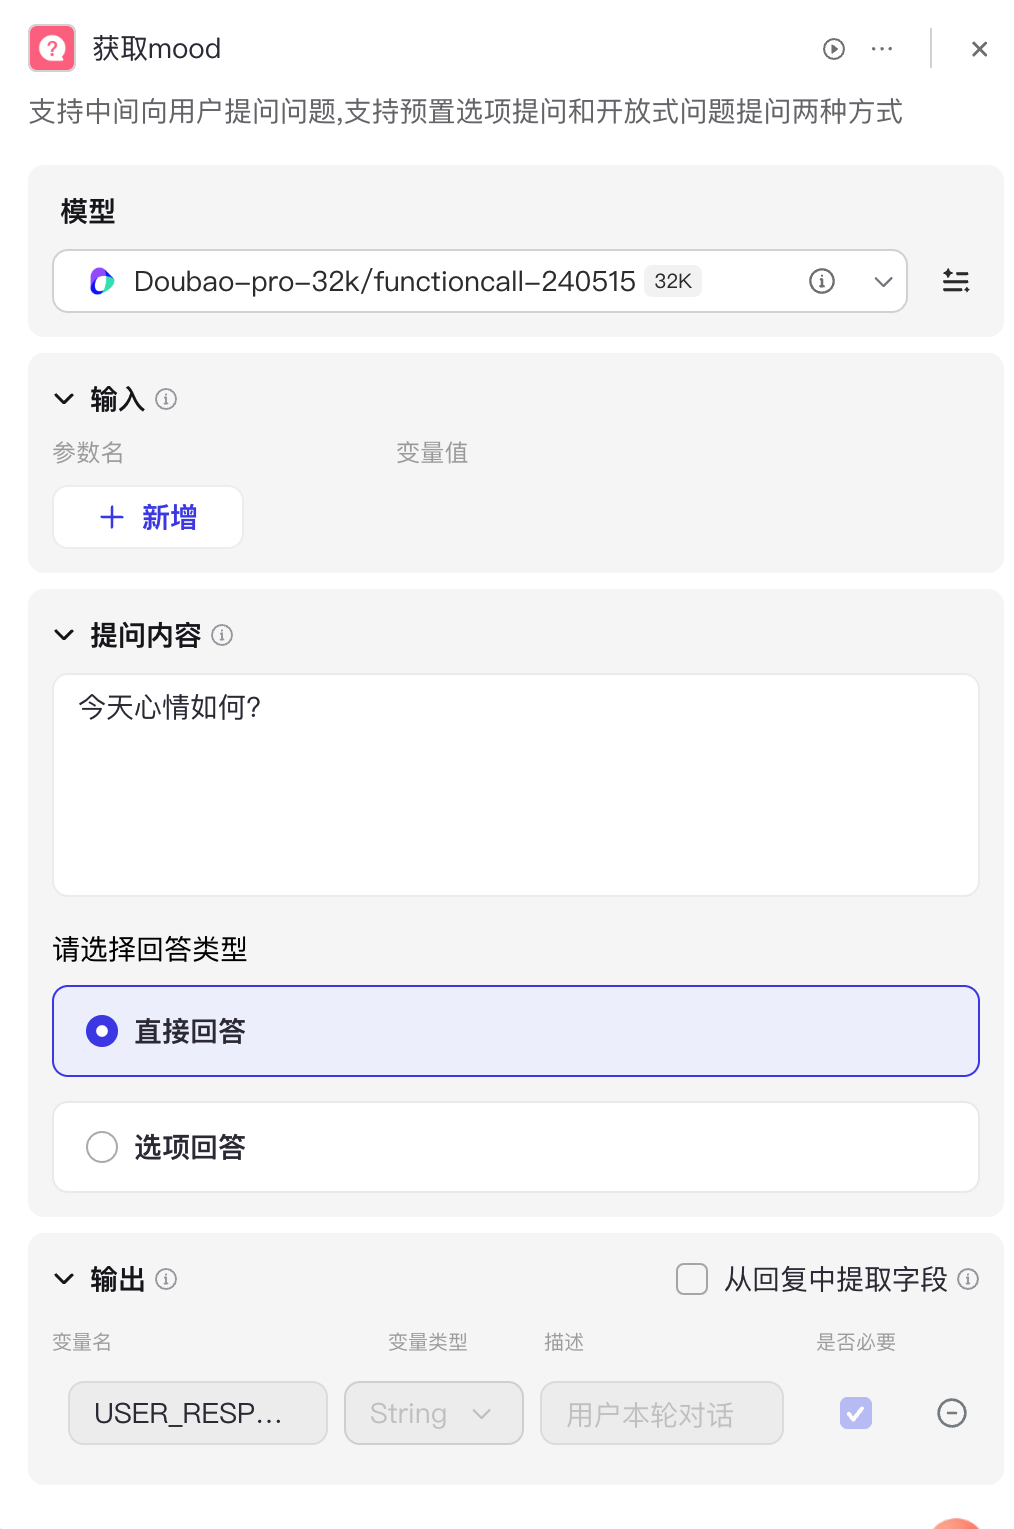 获取mood
支持中间向用户提问问题,支持预置选项提问和开放式问题提问两种方式
模型
Doubao-pro-32k/functioncall-240515 32K
输入
参数名 变量值
新增
提问内容
今天心情如何?
请选择回答类型
直接回答
选项回答
输出 从回复中提取字段
变量名 变量类型 描述 是否必要
USER_RESP... String 用户本轮对话